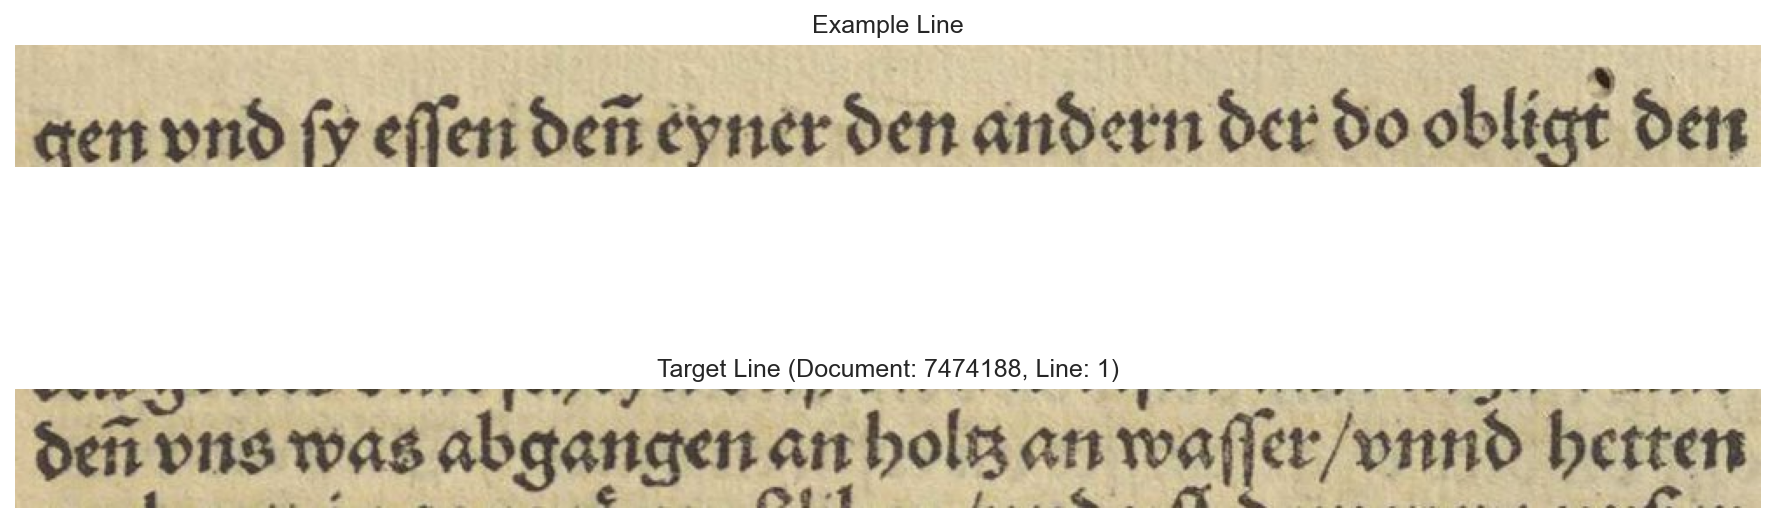 Example Line
gen vnd ſy eſſen deñ eyner den andern der do obligt den
Target Line (Document: 7474188, Line: 1)
deñ vns was abgangen an holtz an waſſer/vnnd hetten